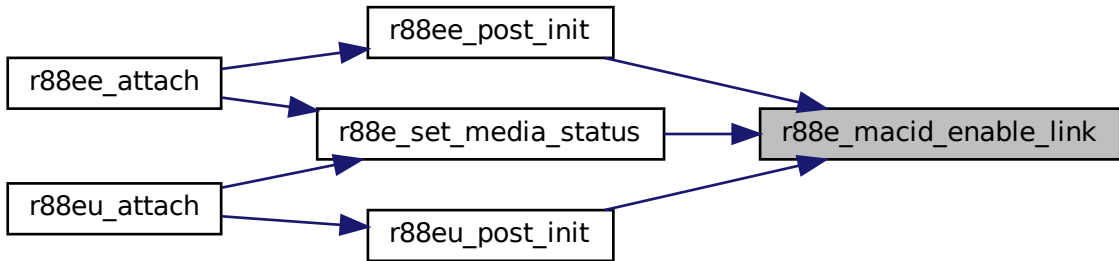 r88ee_post_init
r88ee_attach
r88e_set_media_status
r88e_macid_enable_link
r88eu_attach
r88eu_post_init